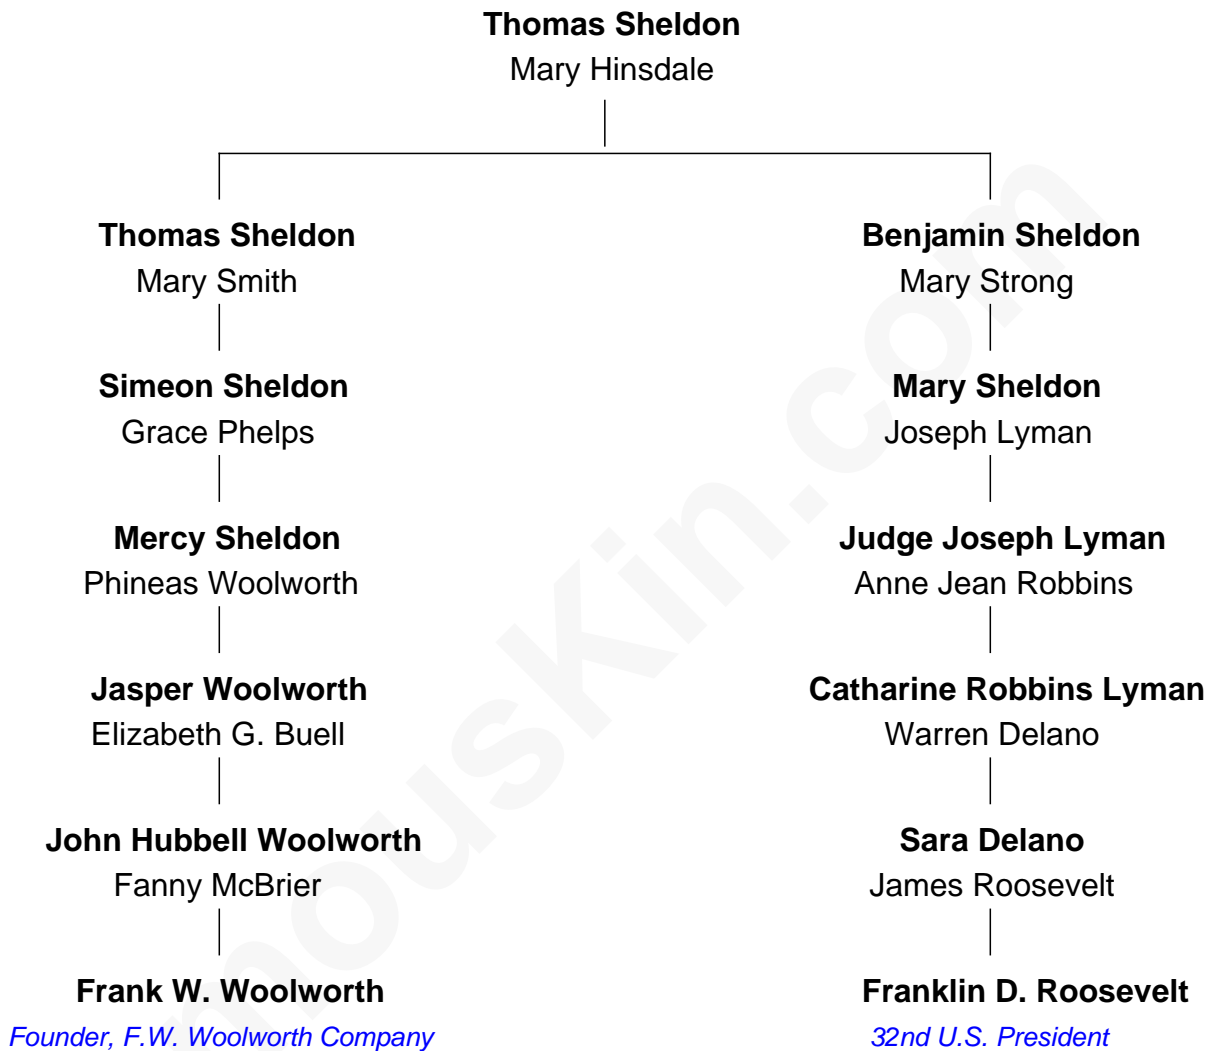 Thomas Sheldon
Mary Hinsdale
Thomas Sheldon
Mary Smith
Simeon Sheldon
Grace Phelps
Mercy Sheldon
Phineas Woolworth
Jasper Woolworth
Elizabeth G. Buell
John Hubbell Woolworth
Fanny McBrier
Frank W. Woolworth
Founder, F.W. Woolworth Company
Benjamin Sheldon
Mary Strong
Mary Sheldon
Joseph Lyman
Judge Joseph Lyman
Anne Jean Robbins
Catharine Robbins Lyman
Warren Delano
Sara Delano
James Roosevelt
Franklin D. Roosevelt
32nd U.S. President
mousKin.com